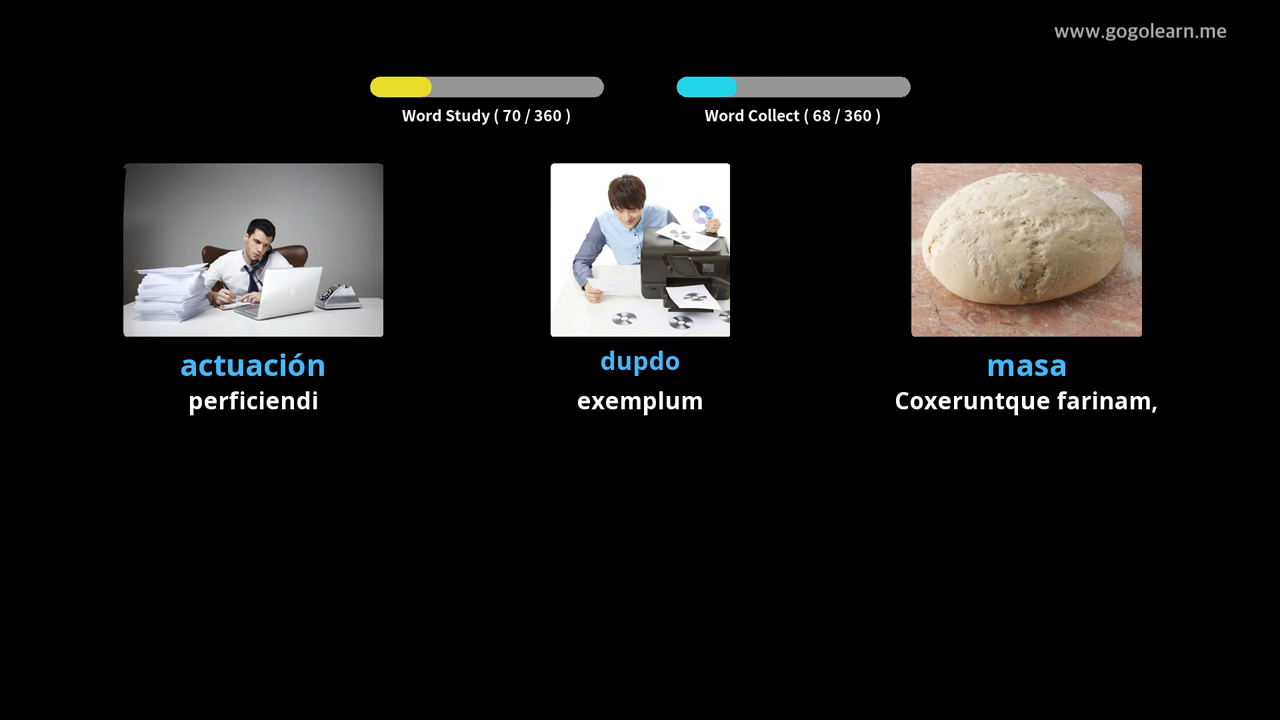 www.gogolearn.me
Word Study ( 70 / 360 )
Word Collect ( 68 / 360 )
actuación
dupdo
masa
perficiendi
exemplum
Coxeruntque farinam,